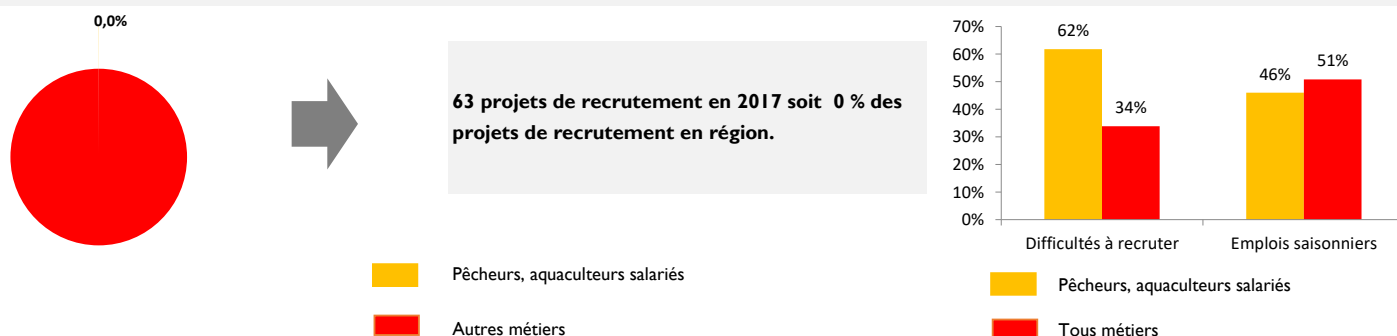 0,0%
63 projets de recrutement en 2017 soit 0 % des
projets de recrutement en région.
Pêcheurs, aquaculteurs salariés
Autres métiers
70%
60%
50%
40%
30%
20%
10%
0%
62%
34%
46%
51%
Difficultés à recruter
Emplois saisonniers
Pêcheurs, aquaculteurs salariés
Tous métiers